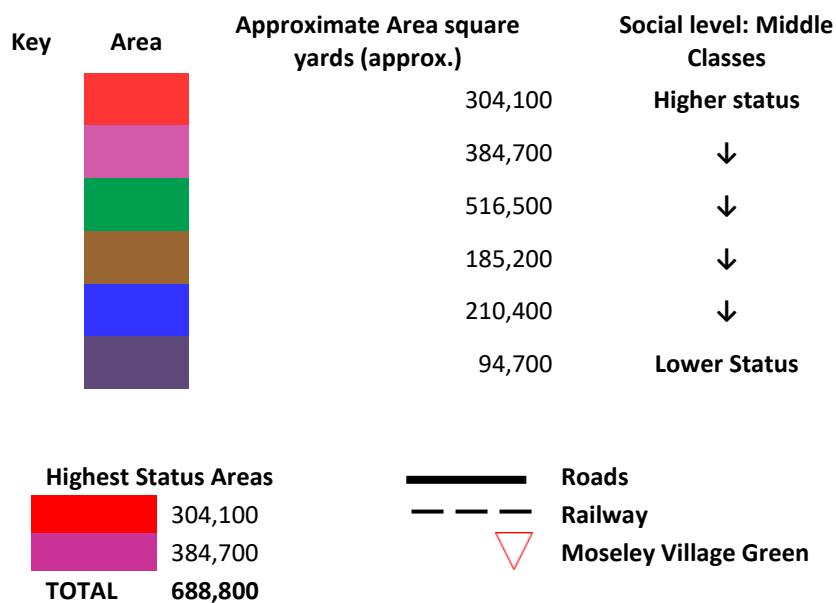 Key Area Approximate Area square yards (approx.) Social level: Middle Classes
304,100 Higher status
384,700 ↓
516,500 ↓
185,200 ↓
210,400 ↓
94,700 Lower Status
Highest Status Areas
304,100
384,700
TOTAL 688,800
Roads
Railway
Moseley Village Green